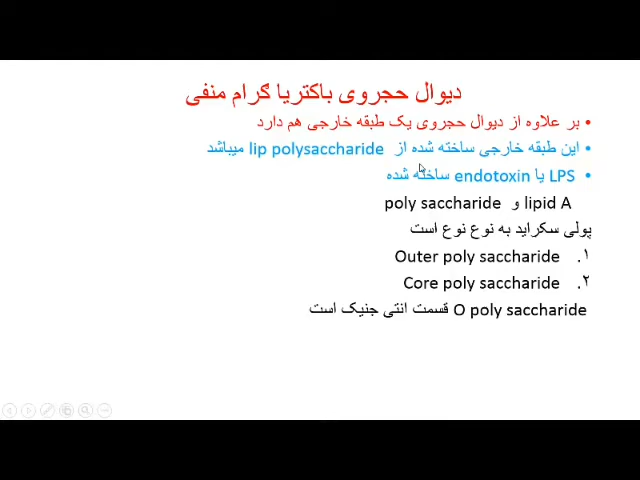 دیوال حجروی باکتریا ګرام منفی
• بر علاوه از دیوال حجروی یک طبقه خارجی هم دارد
• این طبقه خارجی ساخته شده از lip polysaccharide میباشد
• LPS یا endotoxin ساخته شده
lipid A و poly saccharide
پولی سکراید به نوع نوع است
۱. Outer poly saccharide
۲. Core poly saccharide
O poly saccharide قسمت انتی جنیک است